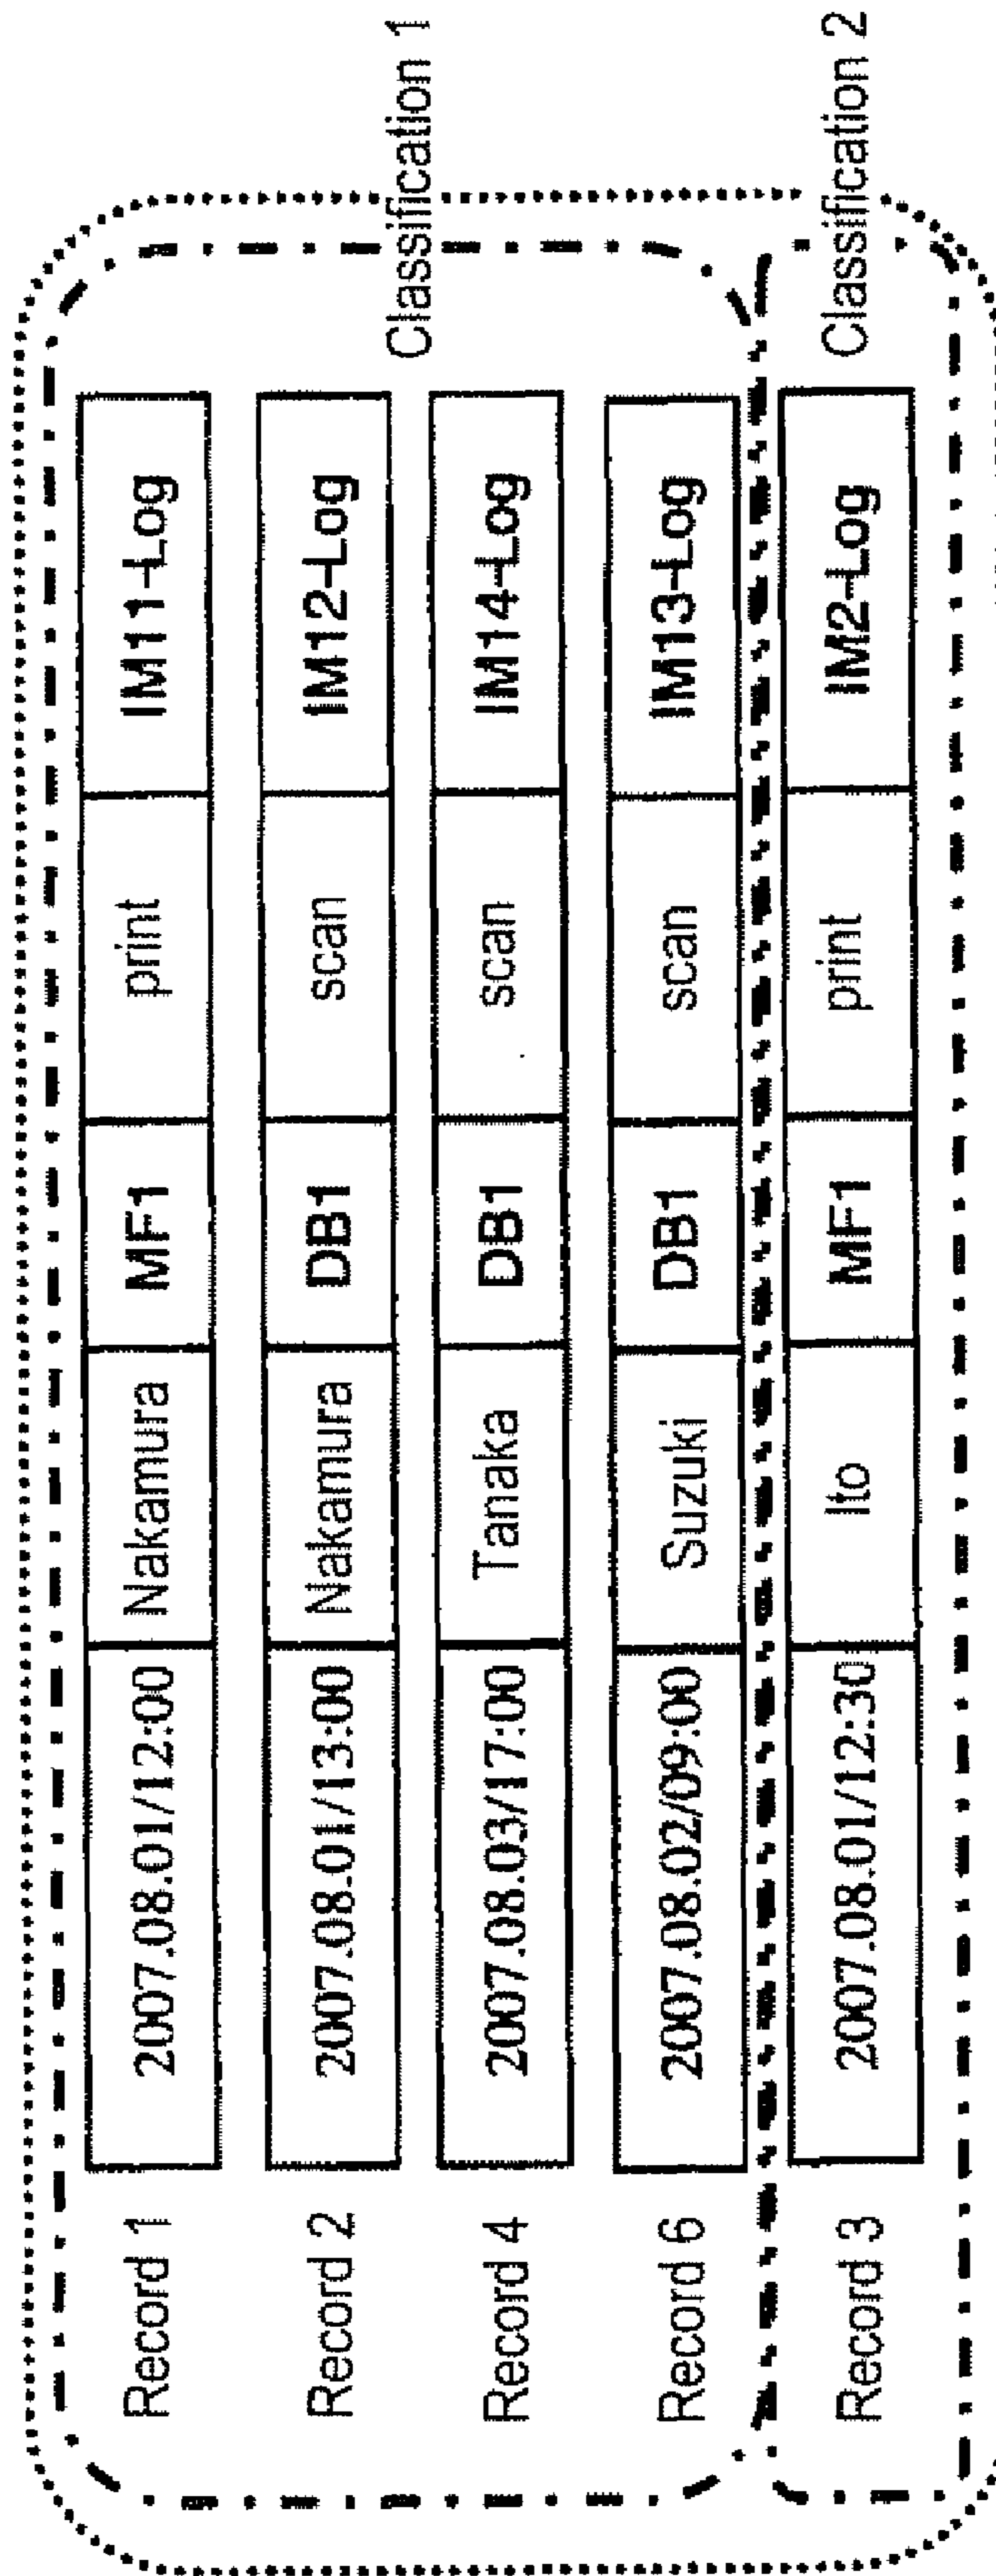 Record 1 2007.08.01/12:00 Nakamura MF1 print IM11-Log
Record 2 2007.08.01/13:00 Nakamura DB1 scan IM12-Log
Classification 1
Record 4 2007.08.03/17:00 Tanaka DB1 scan IM14-Log
Record 6 2007.08.02/09:00 Suzuki DB1 scan IM13-Log
Record 3 2007.08.01/12:30 Ito MF1 print IM2-Log
Classification 2